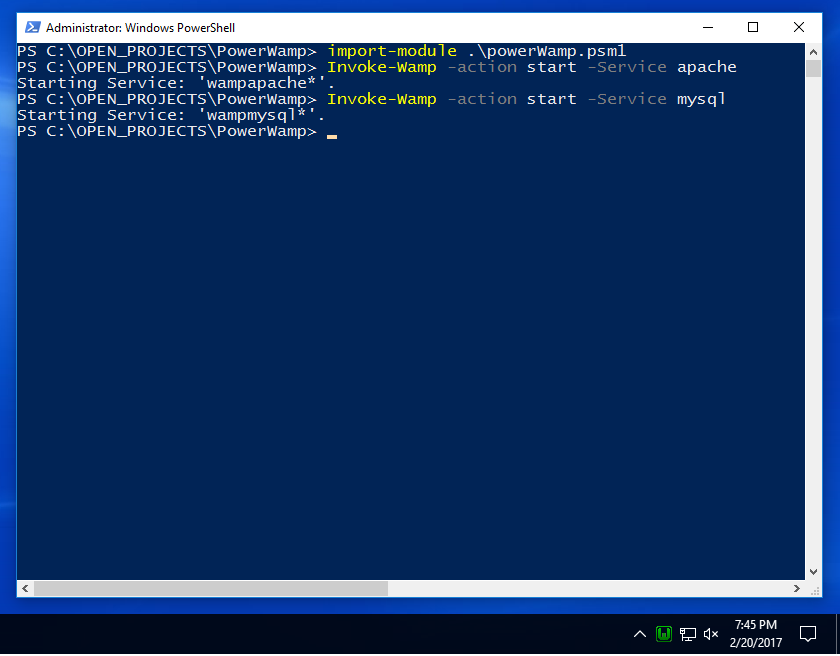 Administrator: Windows PowerShell
PS C:\OPEN_PROJECTS\PowerWamp> import-module .\powerWamp.psm1
PS C:\OPEN_PROJECTS\PowerWamp> Invoke-Wamp -action start -Service apache
Starting Service: 'wampapache*'.
PS C:\OPEN_PROJECTS\PowerWamp> Invoke-Wamp -action start -Service mysql
Starting Service: 'wampmysql*'.
PS C:\OPEN_PROJECTS\PowerWamp>
7:45 PM
2/20/2017